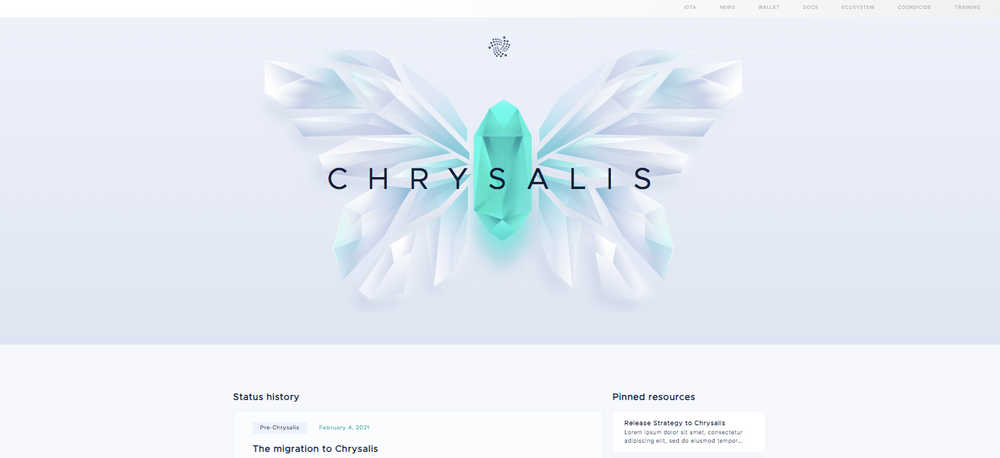 IOTA NEWS WALLET DOCS ECOSYSTEM COORDICIDE TRAINING
CHRYSALIS
Status history
Pre-Chrysalis February 4, 2021
The migration to Chrysalis
Pinned resources
Release Strategy to Chrysalis
Lorem ipsum dolor sit amet, consectetur
adipiscing elit, sed do eiusmod tempor...